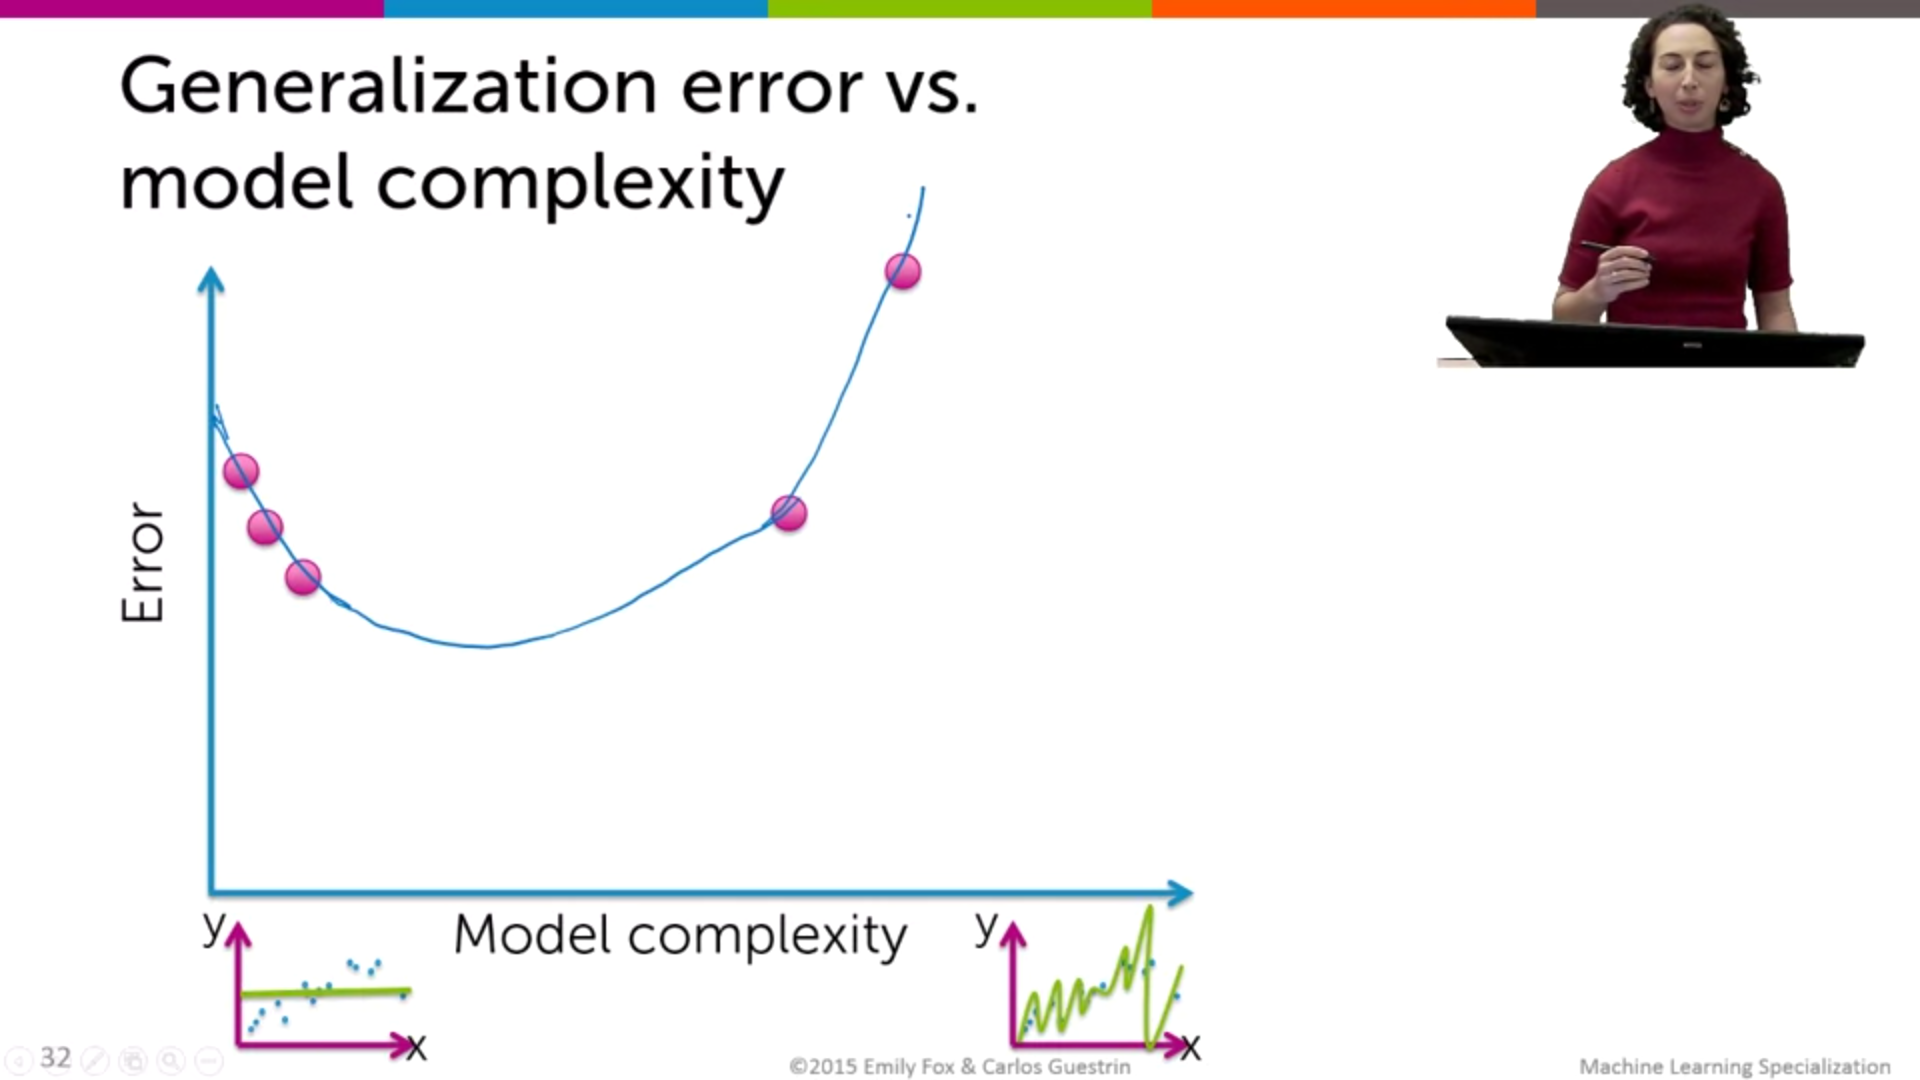 Generalization error vs.
model complexity
Error
Model complexity
y
x
y
x
32
©2015 Emily Fox & Carlos Guestrin
Machine Learning Specialization